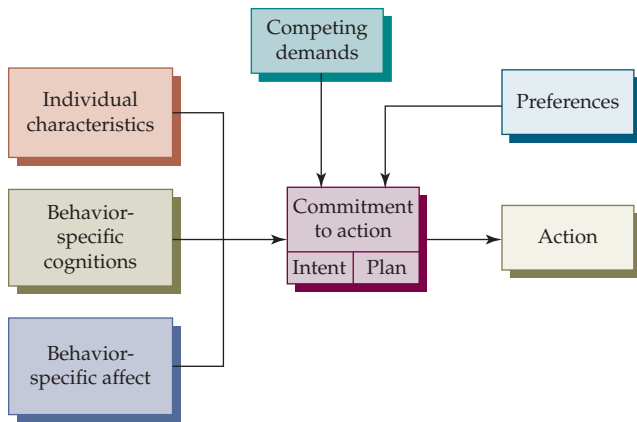 Competing
demands
Individual
characteristics
Preferences
Behavior-
specific
cognitions
Commitment
to action
Intent
Plan
Action
Behavior-
specific affect